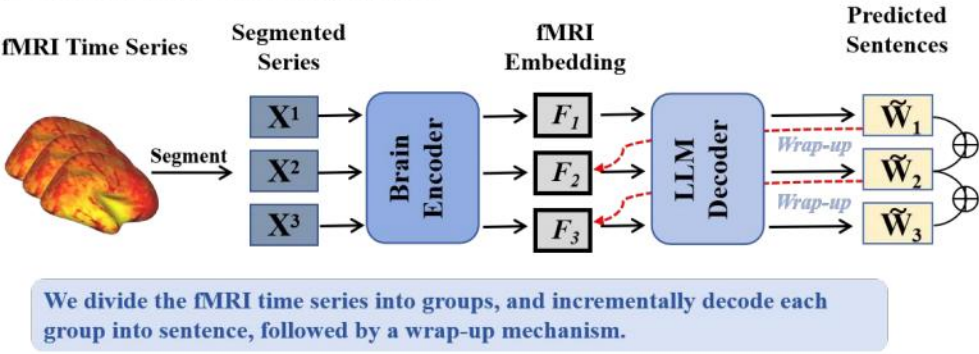 fMRI Time Series
Segmented
Series
fMRI
Embedding
Predicted
Sentences
Segment
X¹
X²
X³
Brain
Encoder
F₁
F₂
F₃
LLM
Decoder
Wrap-up
Wrap-up
W̃₁
W̃₂
W̃₃
We divide the fMRI time series into groups, and incrementally decode each
group into sentence, followed by a wrap-up mechanism.